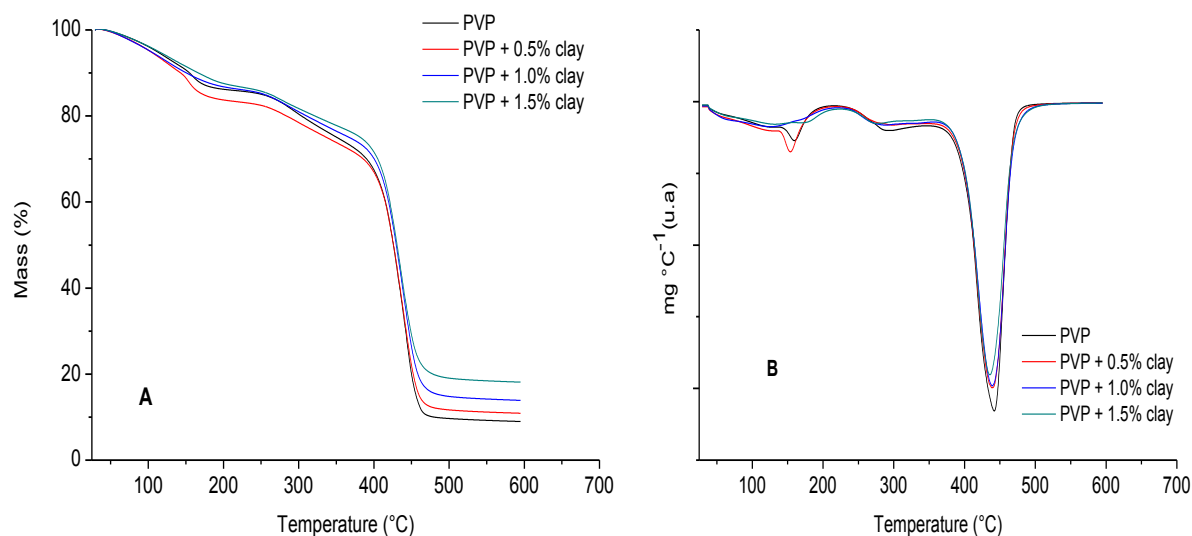 PVP
PVP + 0.5% clay
PVP + 1.0% clay
PVP + 1.5% clay
100
80
60
40
20
0
Mass (%)
A
100 200 300 400 500 600 700
Temperature (°C)
mg °C⁻¹(u.a)
B
PVP
PVP + 0.5% clay
PVP + 1.0% clay
PVP + 1.5% clay
100 200 300 400 500 600 700
Temperature (°C)